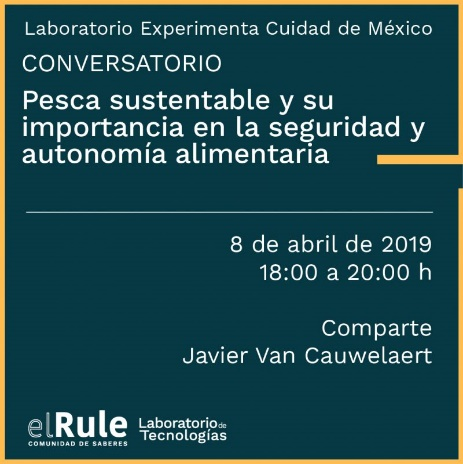 Laboratorio Experimenta Cuidad de México
CONVERSATORIO
Pesca sustentable y su
importancia en la seguridad y
autonomía alimentaria
8 de abril de 2019
18:00 a 20:00 h
Comparte
Javier Van Cauwelaert
elRule
COMUNIDAD DE SABERES
Laboratorio de
Tecnologías